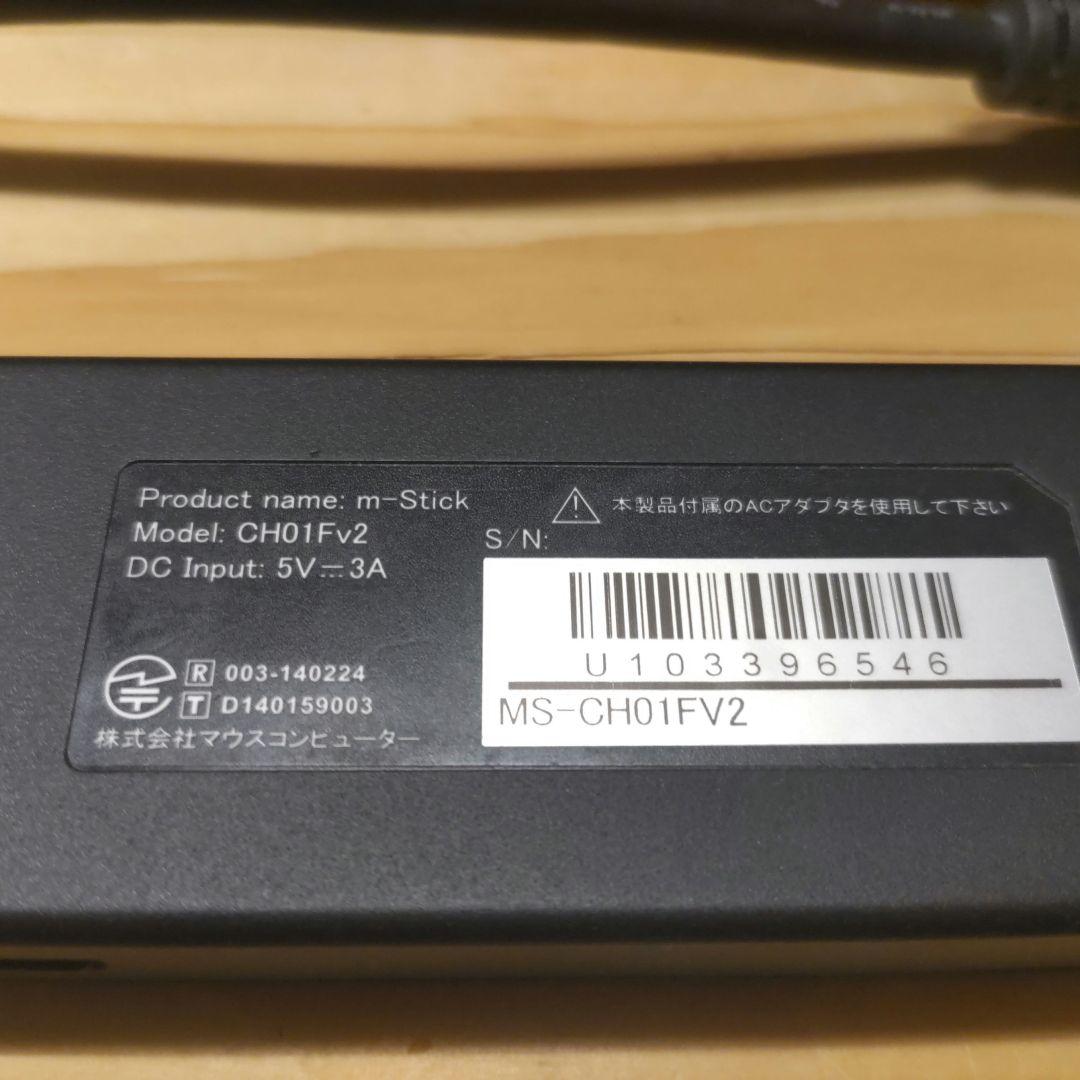 Product name: m-Stick
Model: CH01Fv2
DC Input: 5V⎓3A
本製品付属のACアダプタを使用して下さい
S/N:
U103396546
MS-CH01FV2
R 003-140224
T D140159003
株式会社マウスコンピューター